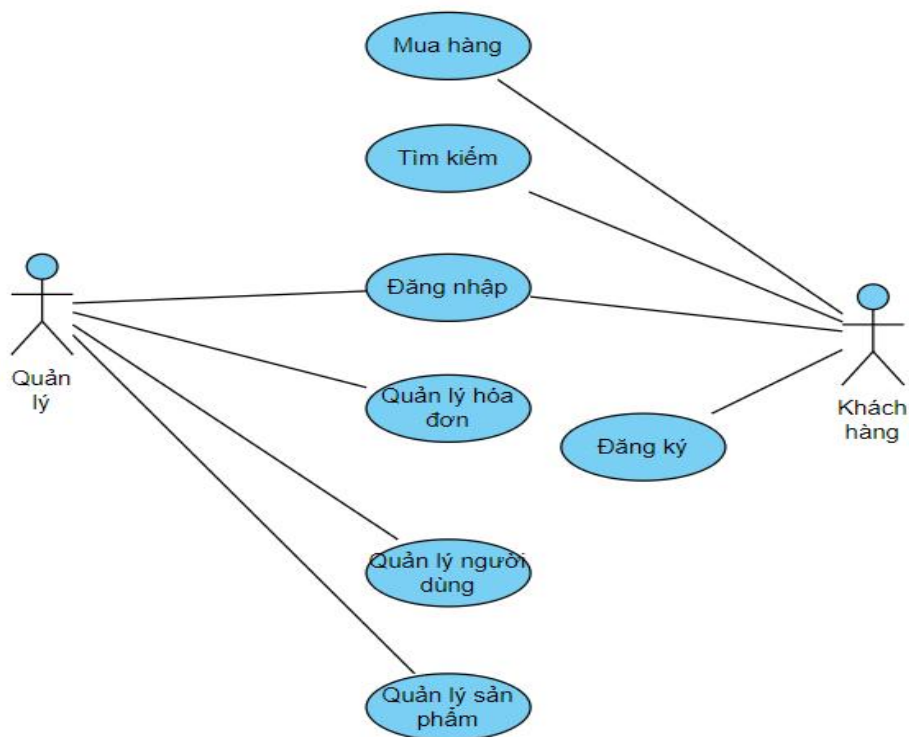 Mua hàng
Tìm kiếm
Đăng nhập
Quản
lý
Quản lý hóa
đơn
Khách
hàng
Đăng ký
Quản lý người
dùng
Quản lý sản
phẩm